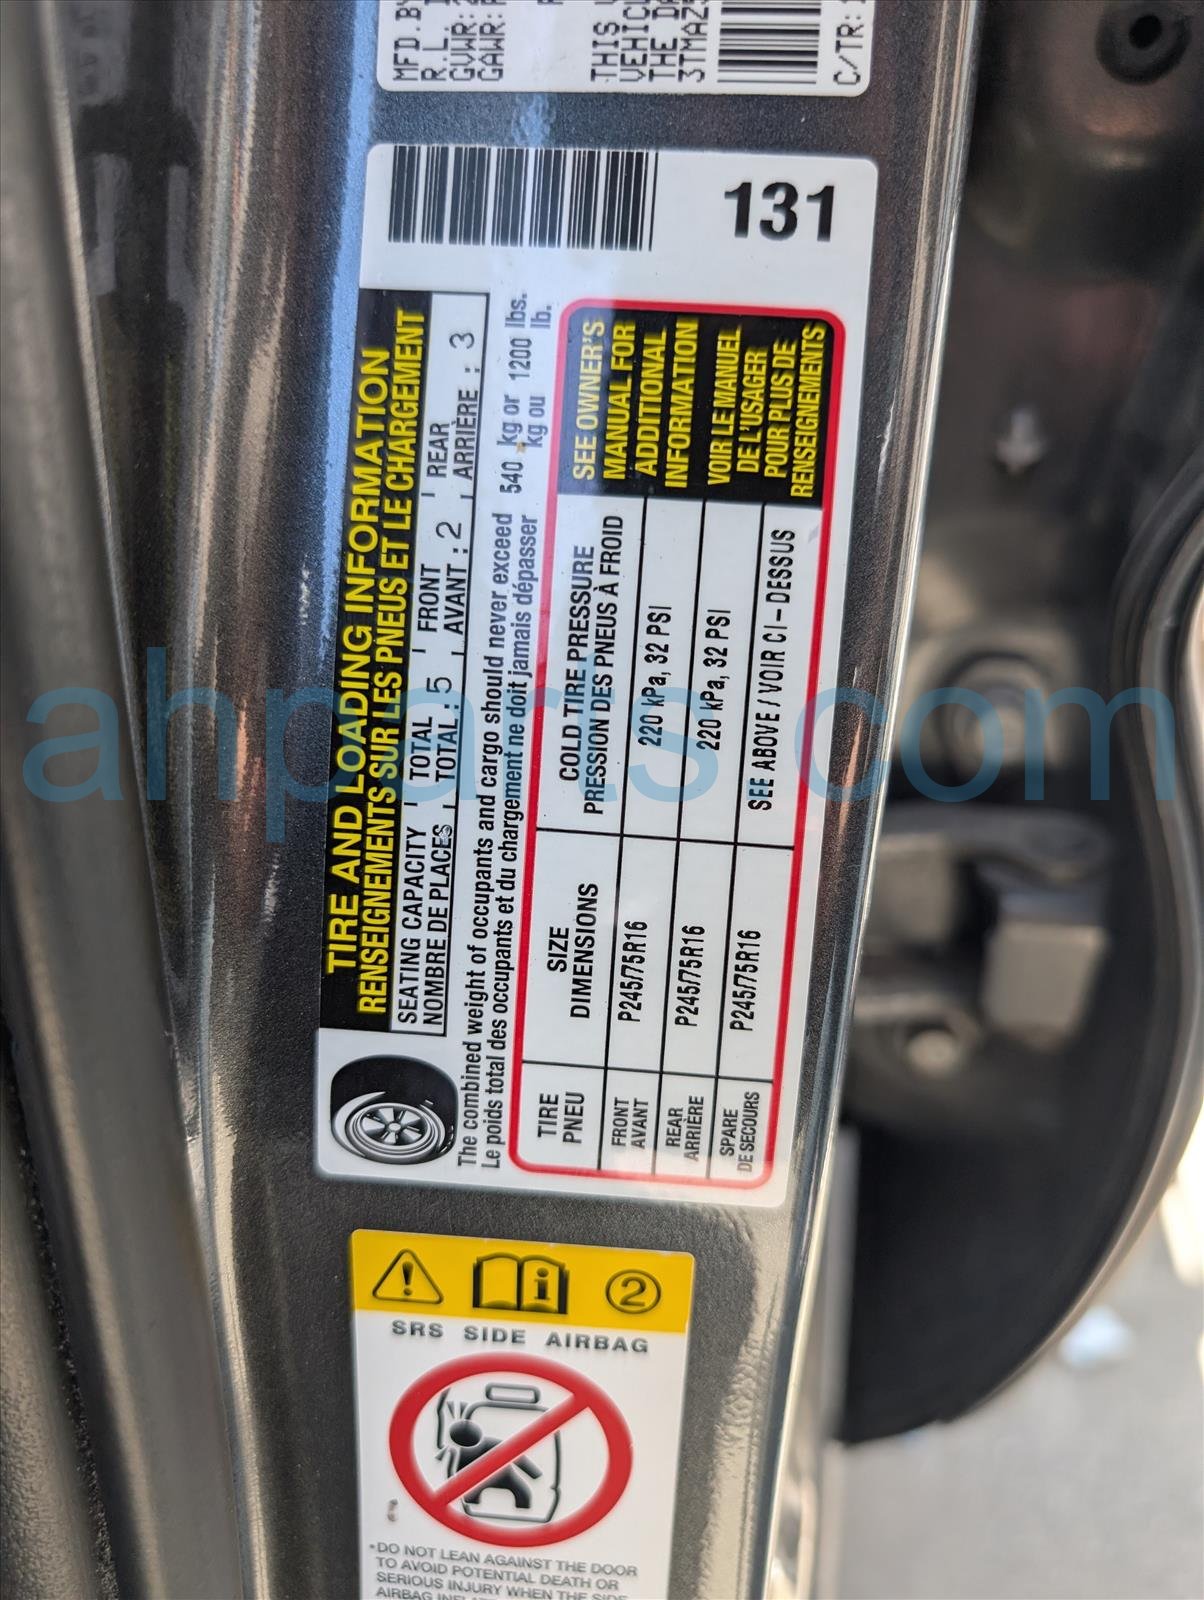 MFD.BY
R.L.
GVWR:
GAWR:F
THIS
VEHIC
THE DA
3TMAZ5
C/TR:
131
TIRE AND LOADING INFORMATION
RENSEIGNEMENTS SUR LES PNEUS ET LE CHARGEMENT
SEATING CAPACITY TOTAL FRONT REAR
NOMBRE DE PLACES TOTAL : 5 AVANT : 2 ARRIÈRE : 3
The combined weight of occupants and cargo should never exceed 540 kg or 1200 lbs.
Le poids total des occupants et du chargement ne doit jamais dépasser kg ou lb.
TIRE SIZE COLD TIRE PRESSURE
PNEU DIMENSIONS PRESSION DES PNEUS À FROID
FRONT
AVANT P245/75R16 220 kPa, 32 PSI
REAR
ARRIÈRE P245/75R16 220 kPa, 32 PSI
SPARE
DE SECOURS P245/75R16 SEE ABOVE / VOIR CI-DESSUS
SEE OWNER'S
MANUAL FOR
ADDITIONAL
INFORMATION
VOIR LE MANUEL
DE L'USAGER
POUR PLUS DE
RENSEIGNEMENTS
2
SRS SIDE AIRBAG
*DO NOT LEAN AGAINST THE DOOR
TO AVOID POTENTIAL DEATH OR
SERIOUS INJURY WHEN THE SIDE
ahparts.com